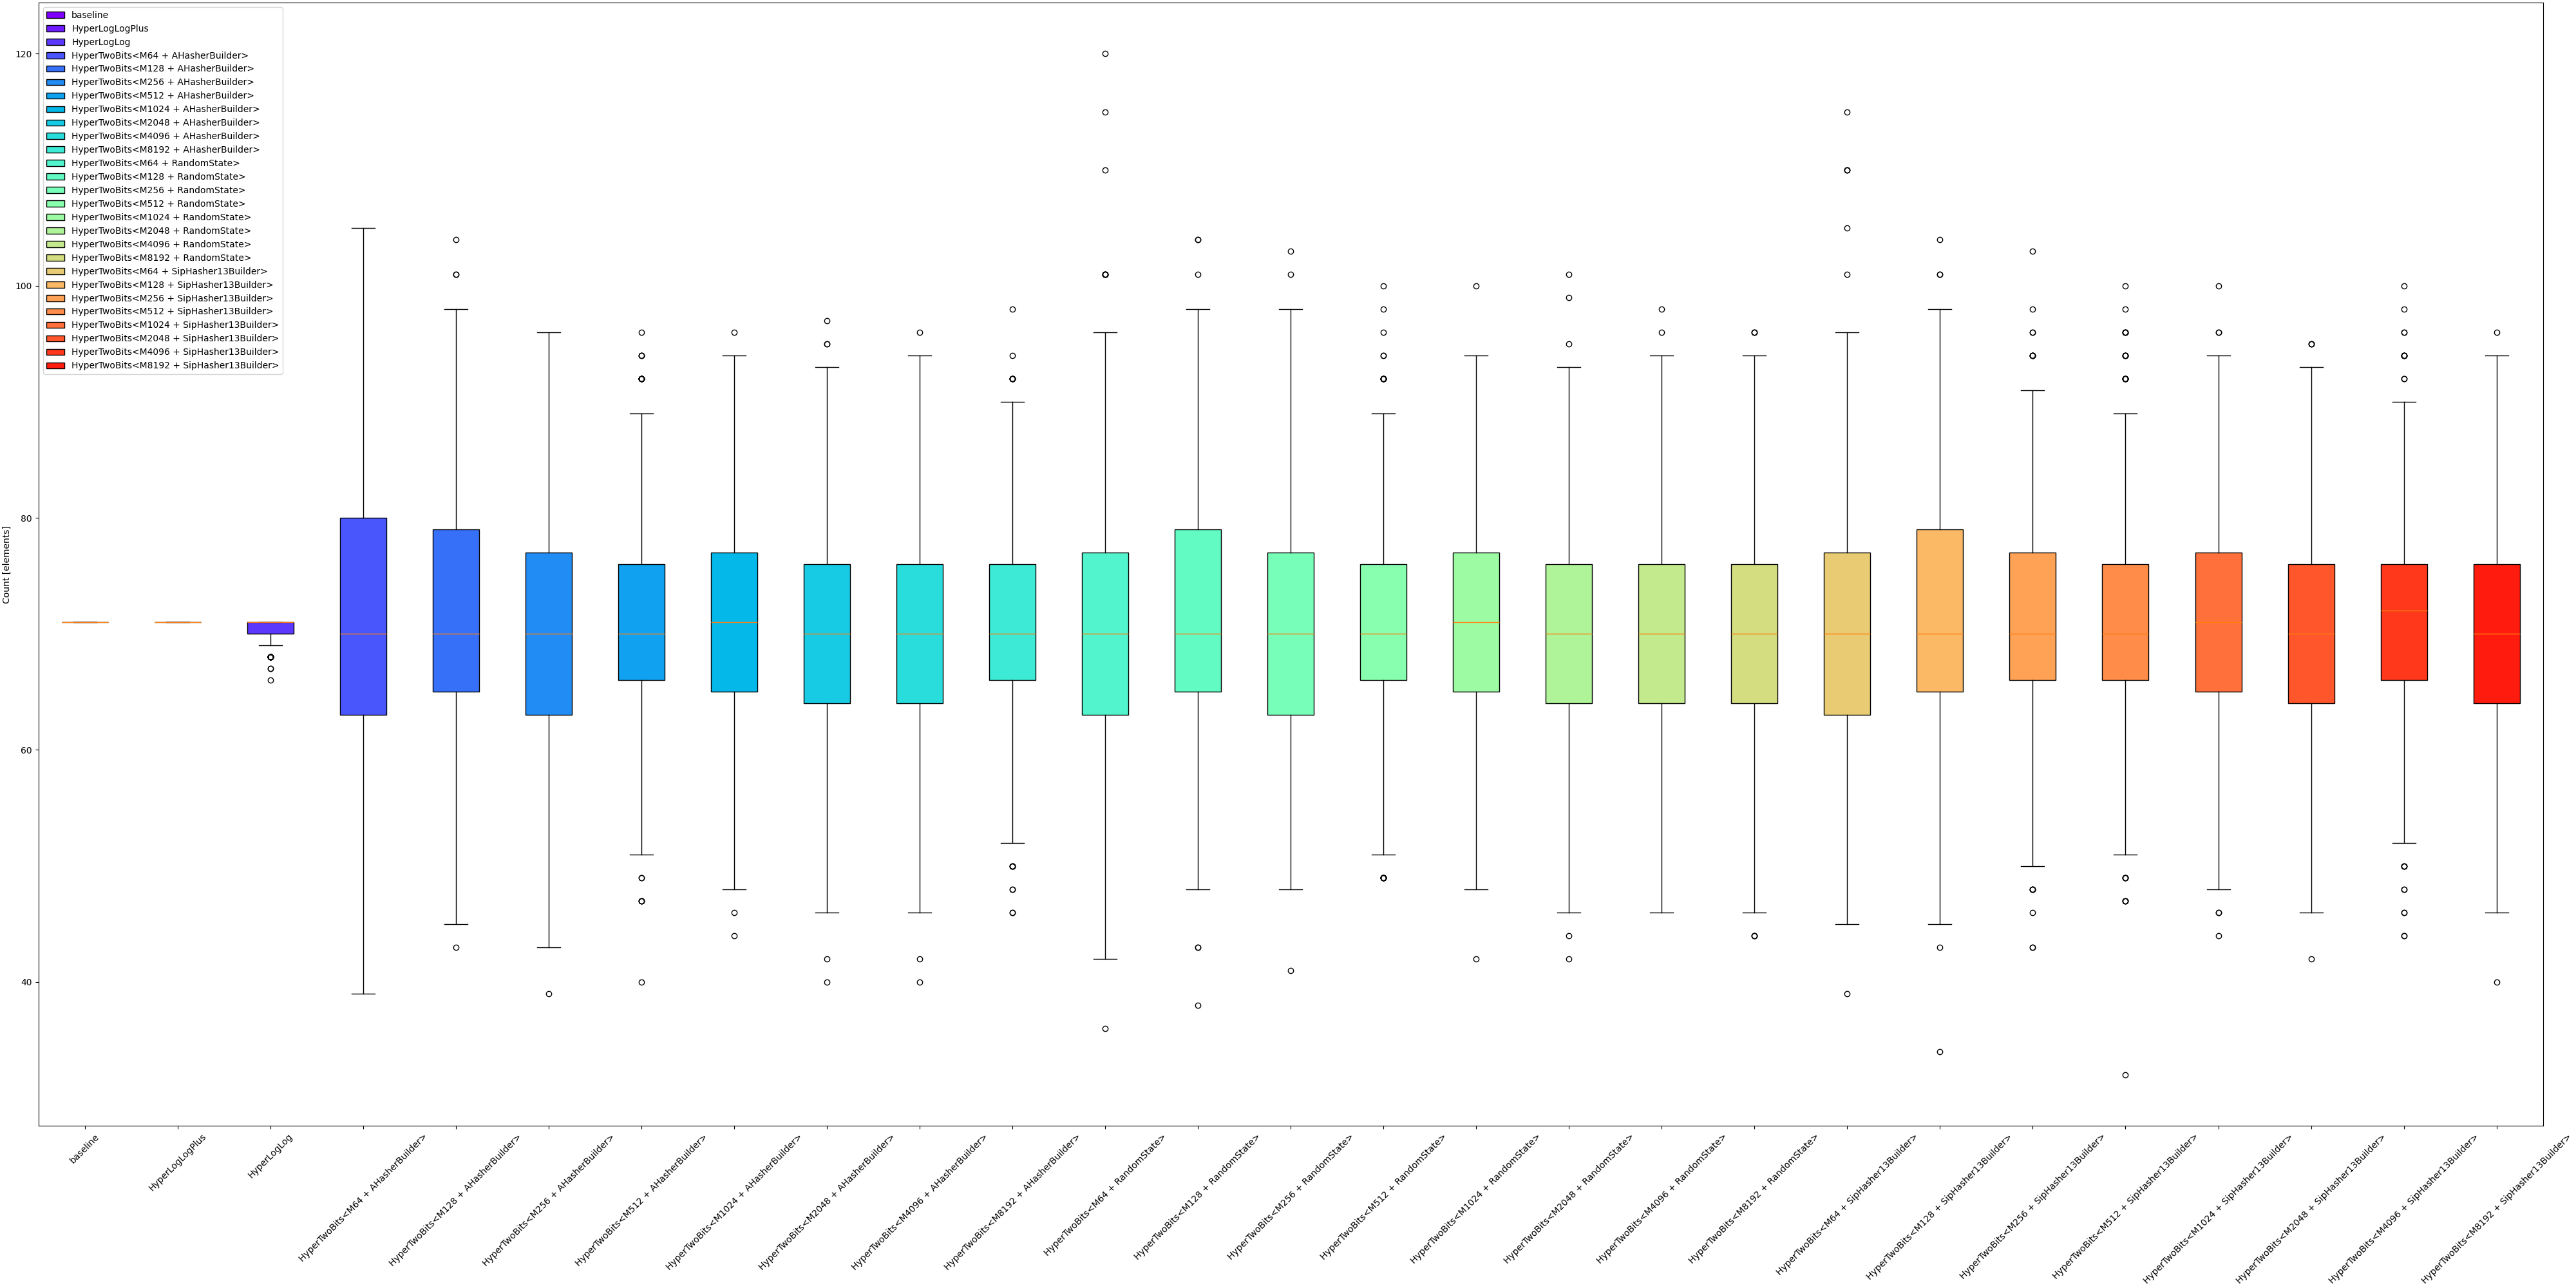 baseline
HyperLogLogPlus
HyperLogLog
HyperTwoBits<M64 + AHasherBuilder>
HyperTwoBits<M128 + AHasherBuilder>
HyperTwoBits<M256 + AHasherBuilder>
HyperTwoBits<M512 + AHasherBuilder>
HyperTwoBits<M1024 + AHasherBuilder>
HyperTwoBits<M2048 + AHasherBuilder>
HyperTwoBits<M4096 + AHasherBuilder>
HyperTwoBits<M8192 + AHasherBuilder>
HyperTwoBits<M64 + RandomState>
HyperTwoBits<M128 + RandomState>
HyperTwoBits<M256 + RandomState>
HyperTwoBits<M512 + RandomState>
HyperTwoBits<M1024 + RandomState>
HyperTwoBits<M2048 + RandomState>
HyperTwoBits<M4096 + RandomState>
HyperTwoBits<M8192 + RandomState>
HyperTwoBits<M64 + SipHasher13Builder>
HyperTwoBits<M128 + SipHasher13Builder>
HyperTwoBits<M256 + SipHasher13Builder>
HyperTwoBits<M512 + SipHasher13Builder>
HyperTwoBits<M1024 + SipHasher13Builder>
HyperTwoBits<M2048 + SipHasher13Builder>
HyperTwoBits<M4096 + SipHasher13Builder>
HyperTwoBits<M8192 + SipHasher13Builder>
120
100
80
60
40
Count [elements]
baseline
HyperLogLogPlus
HyperLogLog
HyperTwoBits<M64 + AHasherBuilder>
HyperTwoBits<M128 + AHasherBuilder>
HyperTwoBits<M256 + AHasherBuilder>
HyperTwoBits<M512 + AHasherBuilder>
HyperTwoBits<M1024 + AHasherBuilder>
HyperTwoBits<M2048 + AHasherBuilder>
HyperTwoBits<M4096 + AHasherBuilder>
HyperTwoBits<M8192 + AHasherBuilder>
HyperTwoBits<M64 + RandomState>
HyperTwoBits<M128 + RandomState>
HyperTwoBits<M256 + RandomState>
HyperTwoBits<M512 + RandomState>
HyperTwoBits<M1024 + RandomState>
HyperTwoBits<M2048 + RandomState>
HyperTwoBits<M4096 + RandomState>
HyperTwoBits<M8192 + RandomState>
HyperTwoBits<M64 + SipHasher13Builder>
HyperTwoBits<M128 + SipHasher13Builder>
HyperTwoBits<M256 + SipHasher13Builder>
HyperTwoBits<M512 + SipHasher13Builder>
HyperTwoBits<M1024 + SipHasher13Builder>
HyperTwoBits<M2048 + SipHasher13Builder>
HyperTwoBits<M4096 + SipHasher13Builder>
HyperTwoBits<M8192 + SipHasher13Builder>